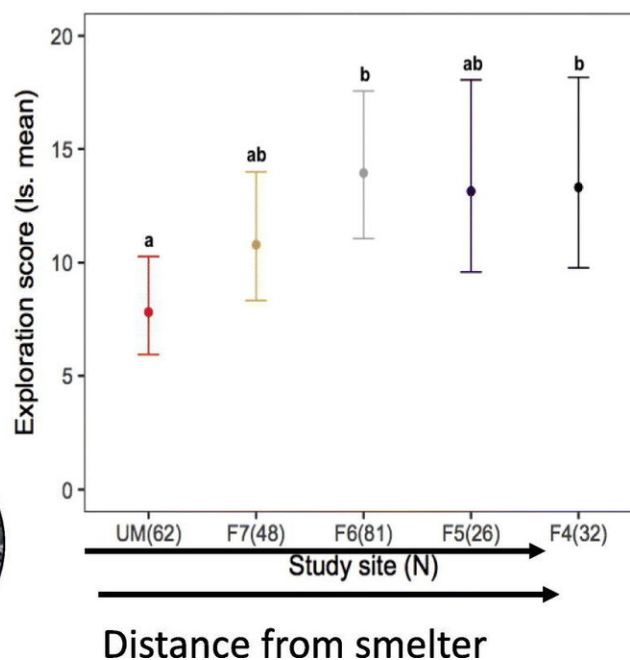 Exploration score (ls. mean)
20
15
10
5
0
a
ab
b
ab
b
UM(62) F7(48) F6(81) F5(26) F4(32)
Study site (N)
Distance from smelter